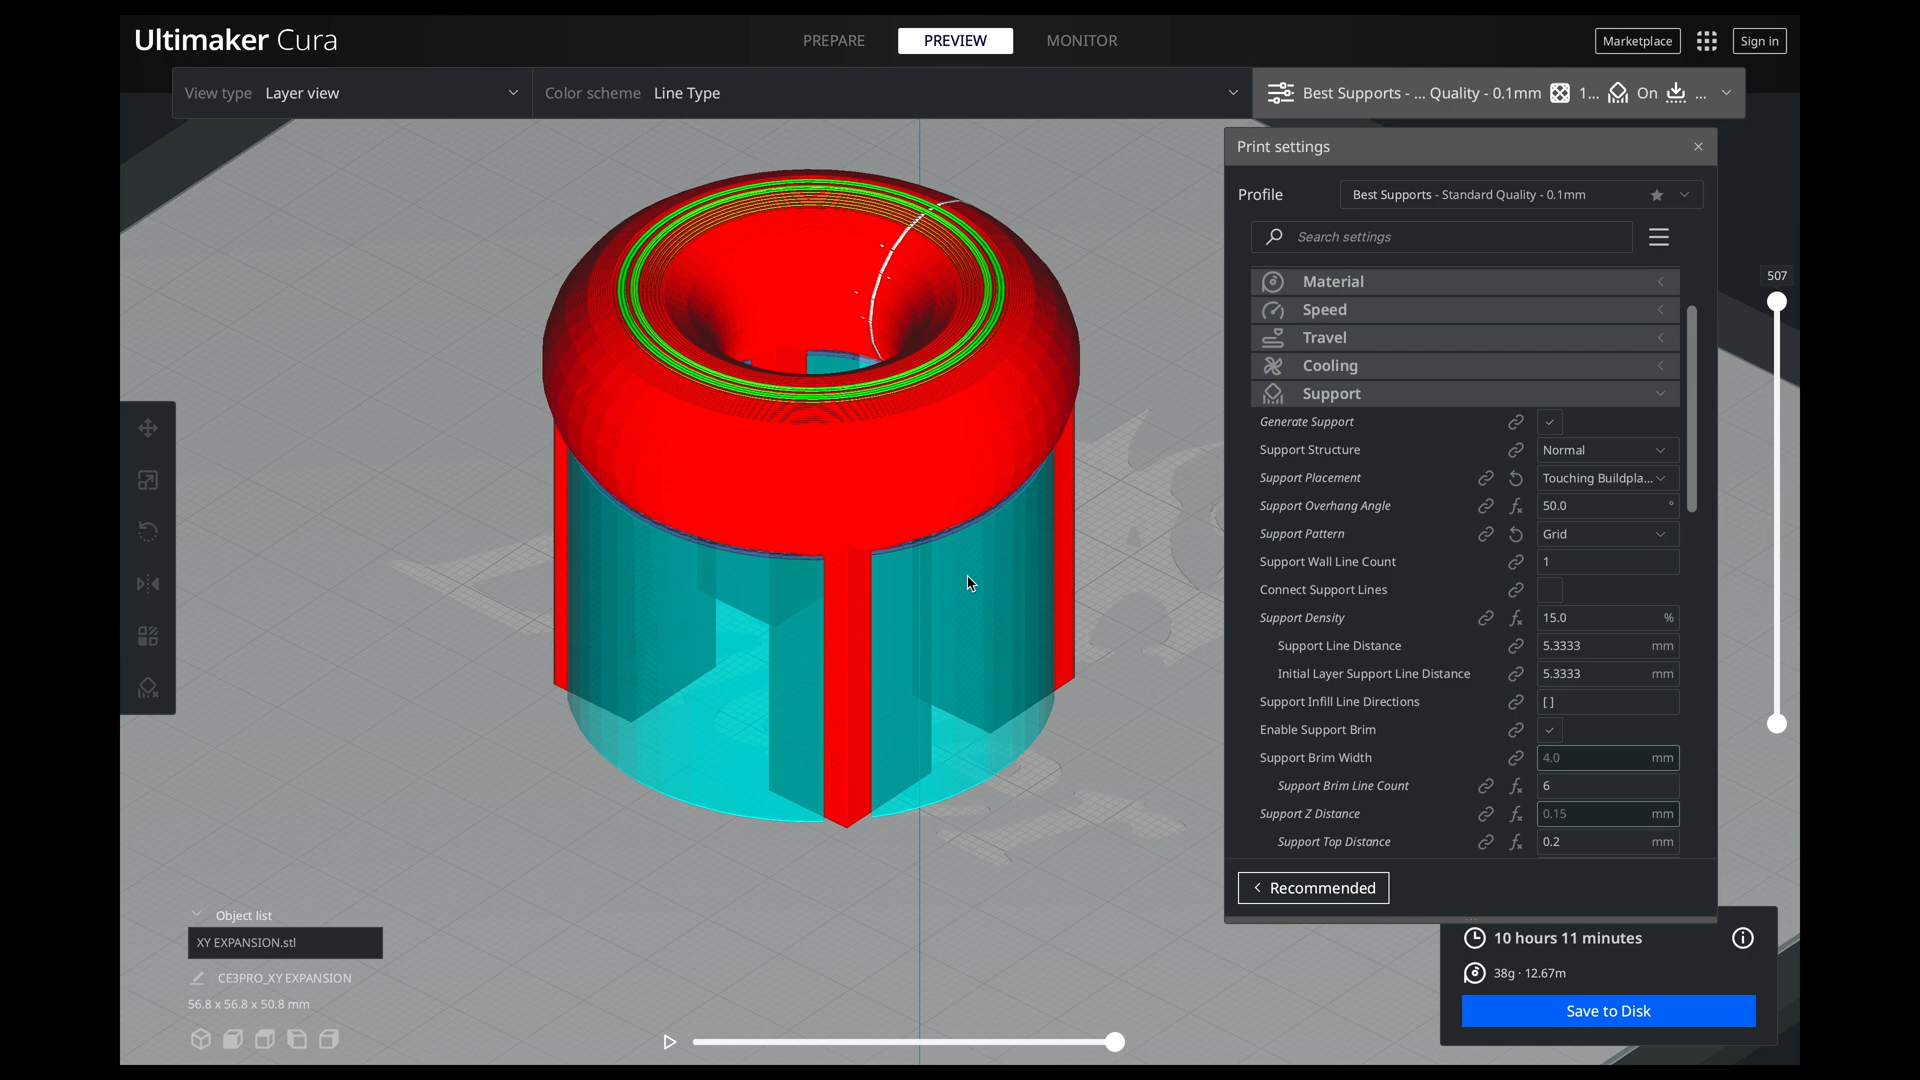 Ultimaker Cura
PREPARE
PREVIEW
MONITOR
Marketplace
Sign in
View type Layer view
Color scheme Line Type
Best Supports - ... Quality - 0.1mm 1... On ...
Print settings
Profile
Best Supports - Standard Quality - 0.1mm
Search settings
Material
Speed
Travel
Cooling
Support
Generate Support
Support Structure Normal
Support Placement Touching Buildpla...
Support Overhang Angle 50.0 °
Support Pattern Grid
Support Wall Line Count 1
Connect Support Lines
Support Density 15.0 %
Support Line Distance 5.3333 mm
Initial Layer Support Line Distance 5.3333 mm
Support Infill Line Directions [ ]
Enable Support Brim
Support Brim Width 4.0 mm
Support Brim Line Count 6
Support Z Distance 0.15 mm
Support Top Distance 0.2 mm
Recommended
507
Object list
XY EXPANSION.stl
CE3PRO_XY EXPANSION
56.8 x 56.8 x 50.8 mm
10 hours 11 minutes
38g · 12.67m
Save to Disk